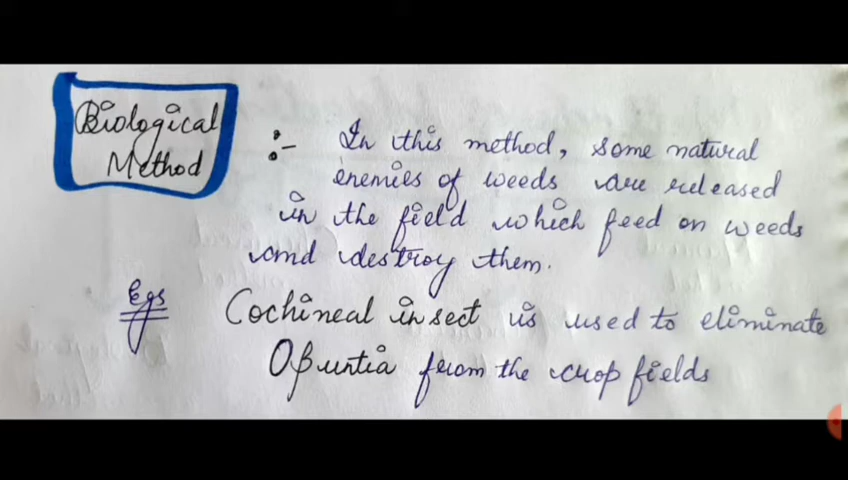 Biological
Method
:- In this method, some natural
enemies of weeds are released
in the field which feed on weeds
and destroy them.
Egs Cochineal insect is used to eliminate
Opuntia from the crop fields